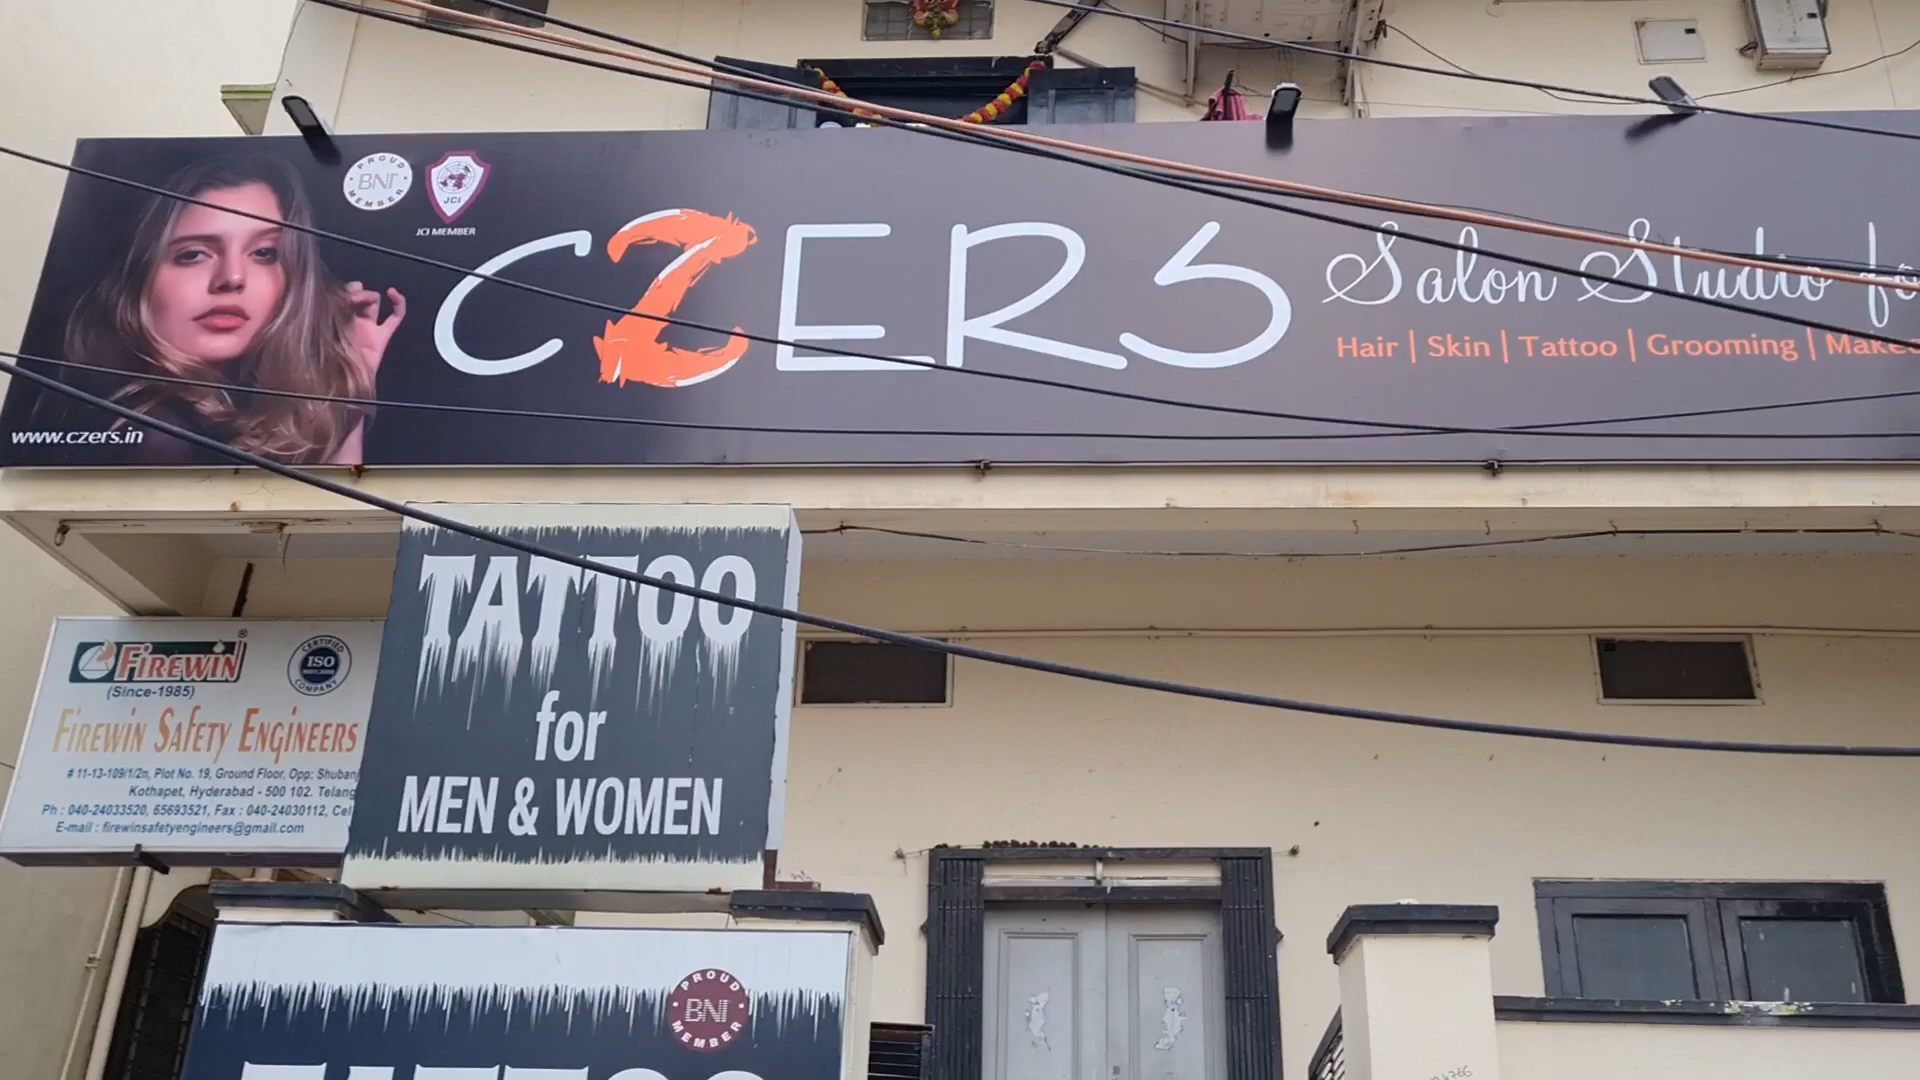 PROUD
BNI
MEMBER
JCI
JCI MEMBER
CZERS
Salon Studio
Hair | Skin | Tattoo | Grooming |
www.czers.in
TATTOO
for
MEN & WOMEN
FIREWIN®
(Since-1985)
CERTIFIED
ISO
COMPANY
FIREWIN SAFETY ENGINEERS
# 11-13-109/1/2n, Plot No. 19, Ground Floor, Opp: Shuban
Kothapet, Hyderabad - 500 102. Telang
Ph : 040-24033520, 65693521, Fax : 040-24030112, Cel
E-mail : firewinsafetyengineers@gmail.com
PROUD
BNI
MEMBER
TATTOO